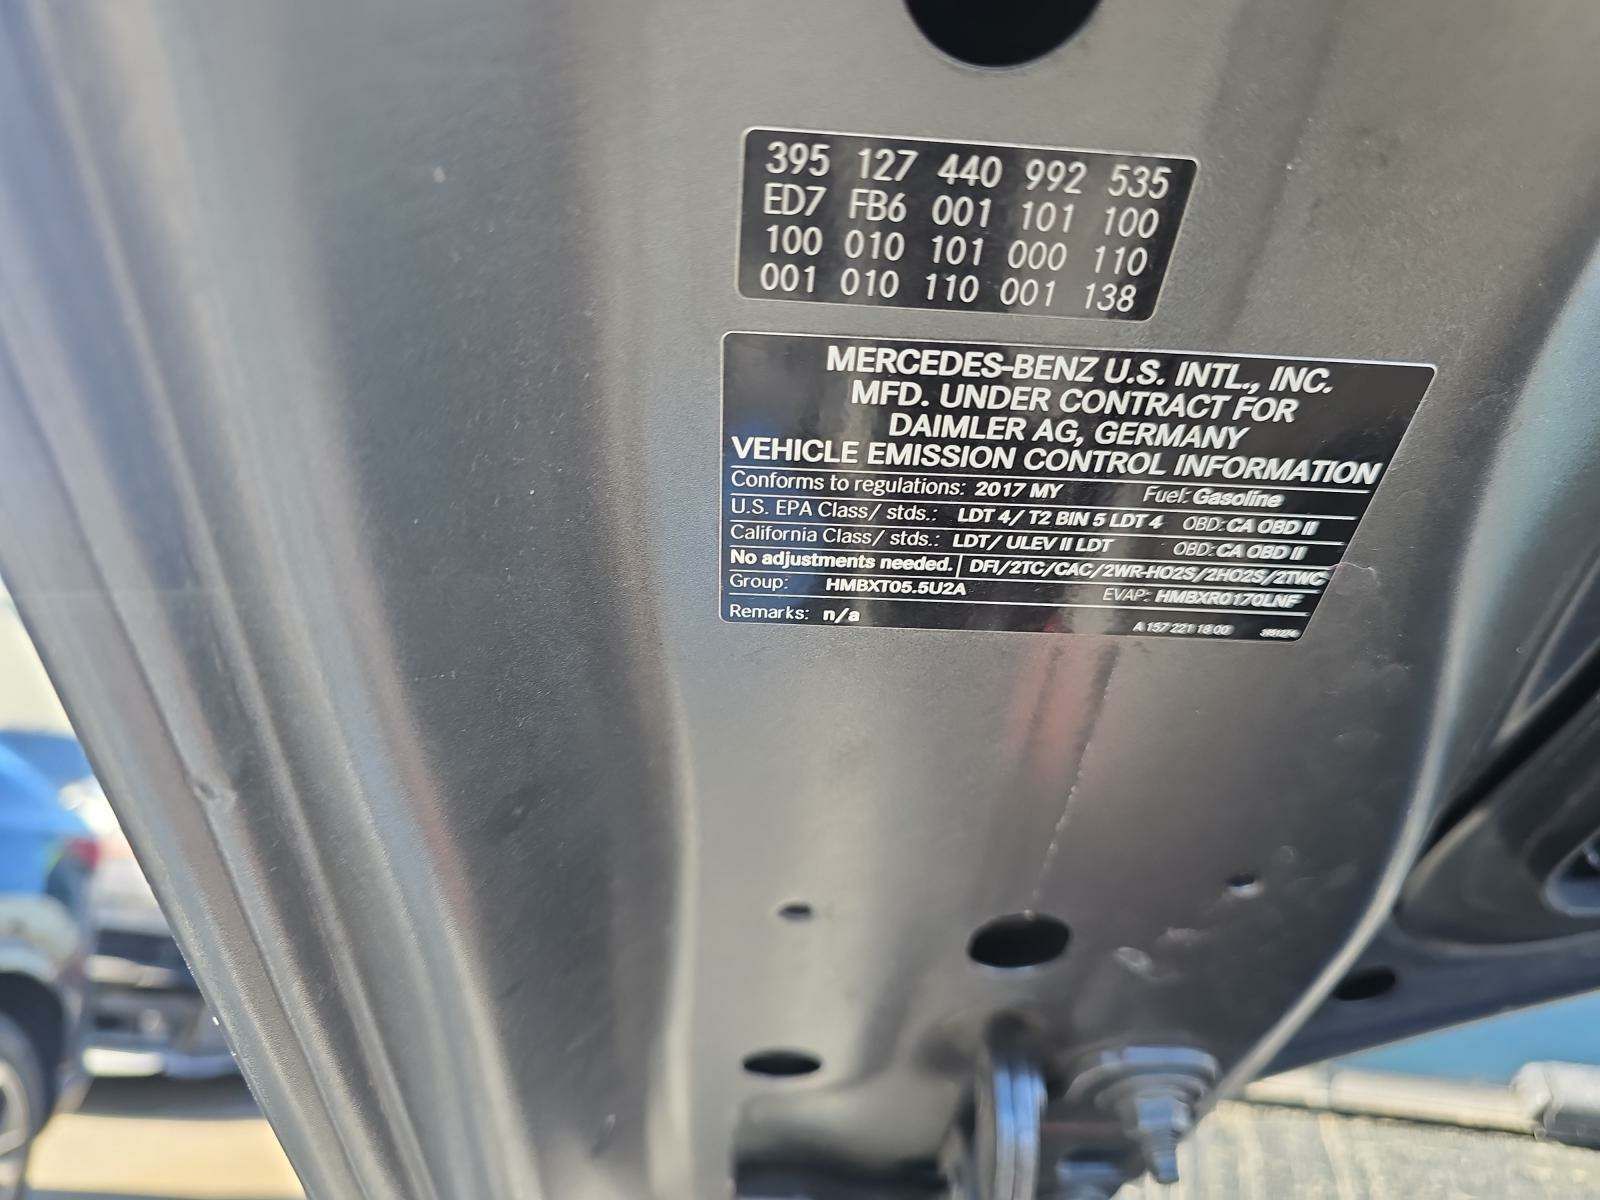 395 127 440 992 535
ED7 FB6 001 101 100
100 010 101 000 110
001 010 110 001 138
MERCEDES-BENZ U.S. INTL., INC.
MFD. UNDER CONTRACT FOR
DAIMLER AG, GERMANY
VEHICLE EMISSION CONTROL INFORMATION
Conforms to regulations: 2017 MY Fuel: Gasoline
U.S. EPA Class/ stds.: LDT 4/ T2 BIN 5 LDT 4 OBD: CA OBD II
California Class/ stds.: LDT/ ULEV II LDT OBD: CA OBD II
No adjustments needed. DFI/2TC/CAC/2WR-HO2S/2HO2S/2TWC
Group: HMBXT05.5U2A EVAP: HMBXR0170LNF
Remarks: n/a A 157 221 18 00